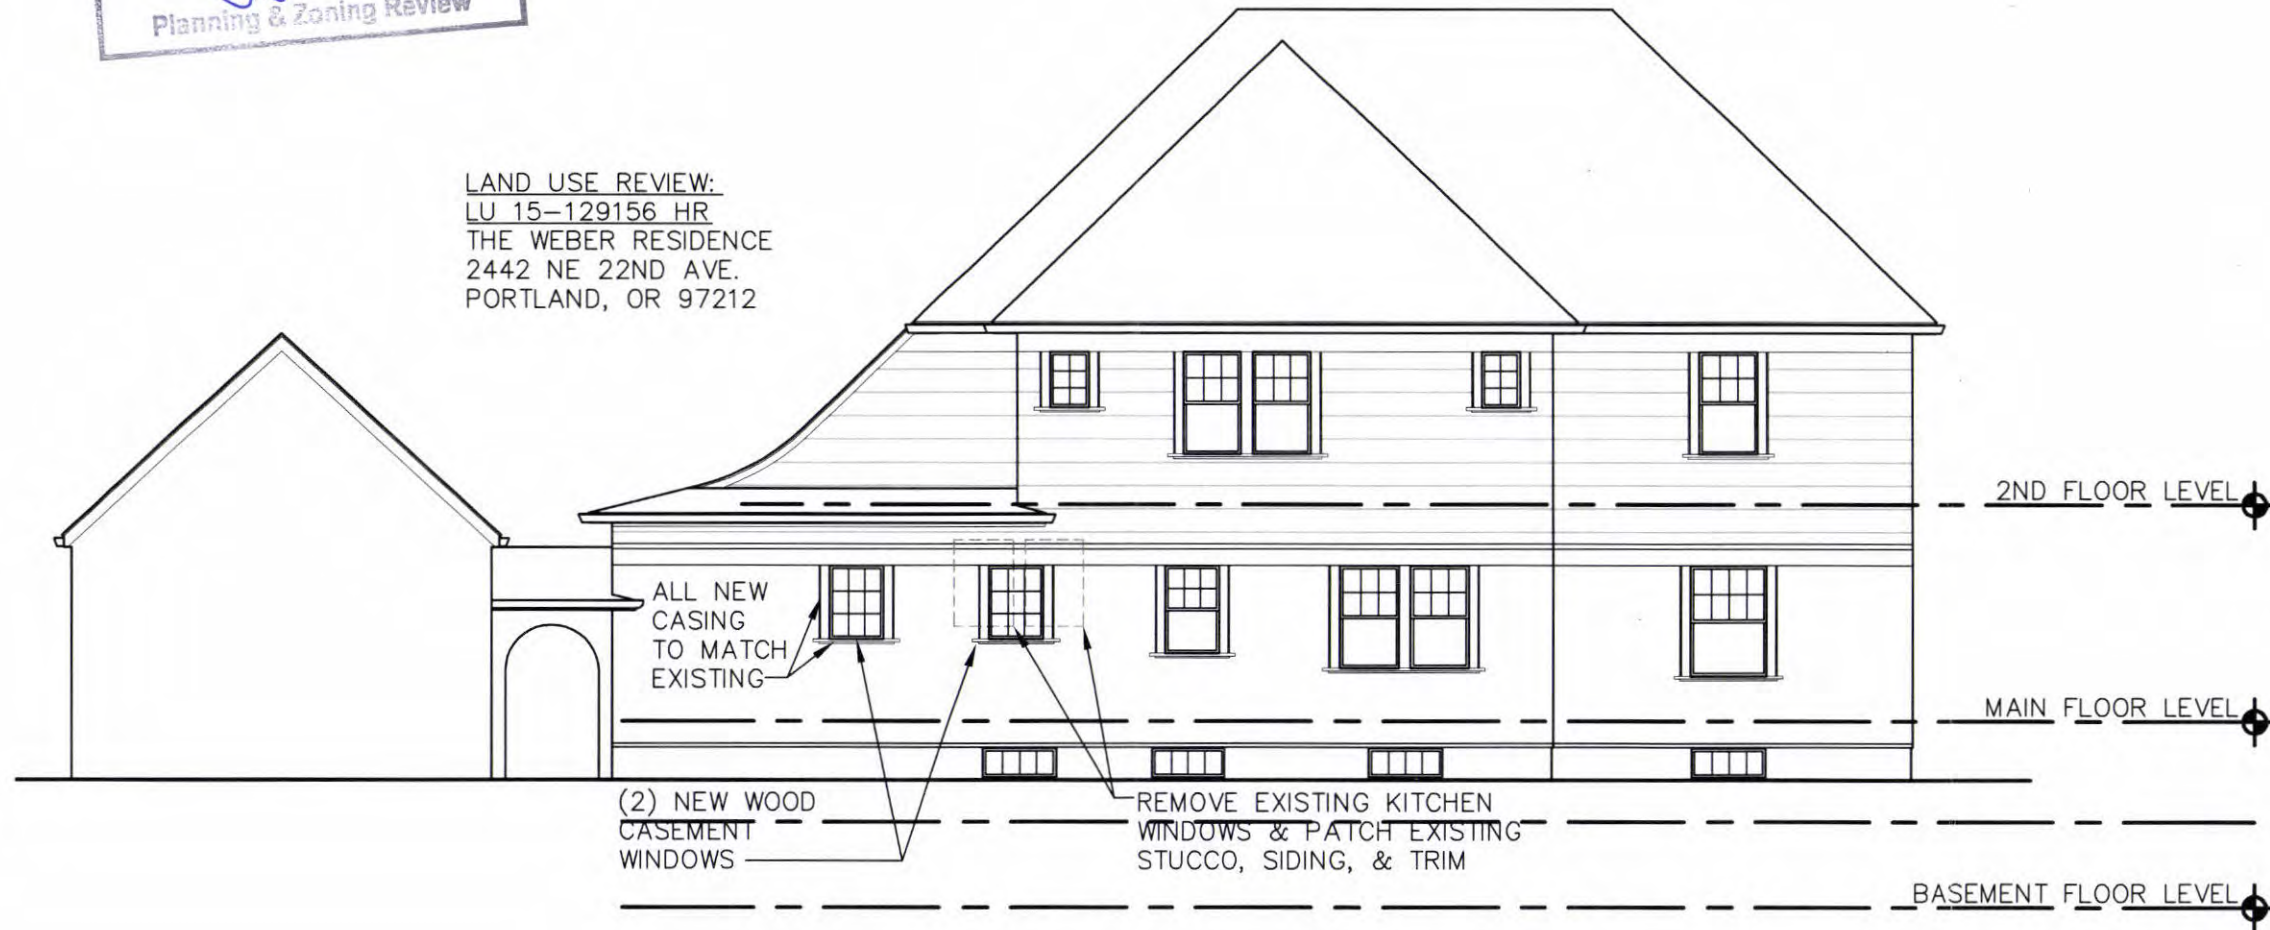 Planning & Zoning Review
LAND USE REVIEW:
LU 15-129156 HR
THE WEBER RESIDENCE
2442 NE 22ND AVE.
PORTLAND, OR 97212
2ND FLOOR LEVEL
ALL NEW
CASING
TO MATCH
EXISTING
MAIN FLOOR LEVEL
(2) NEW WOOD
CASEMENT
WINDOWS
REMOVE EXISTING KITCHEN
WINDOWS & PATCH EXISTING
STUCCO, SIDING, & TRIM
BASEMENT FLOOR LEVEL